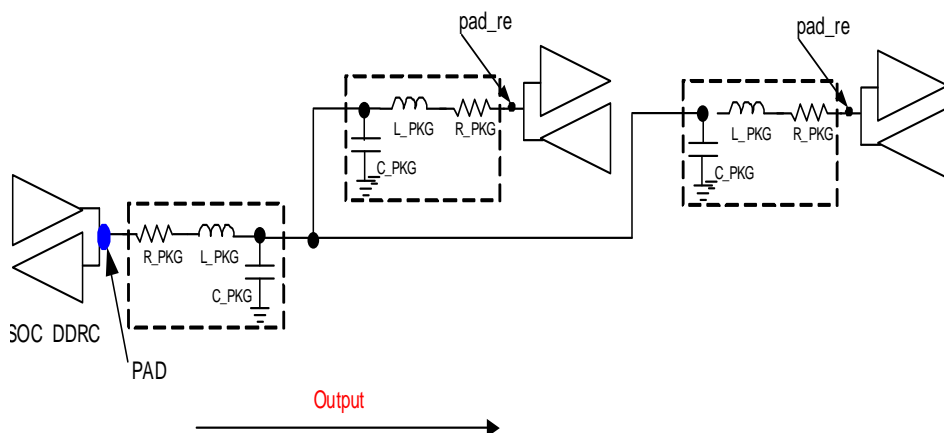 pad_re
pad_re
L_PKG
R_PKG
C_PKG
L_PKG
R_PKG
C_PKG
R_PKG
L_PKG
C_PKG
SOC DDRC
PAD
Output